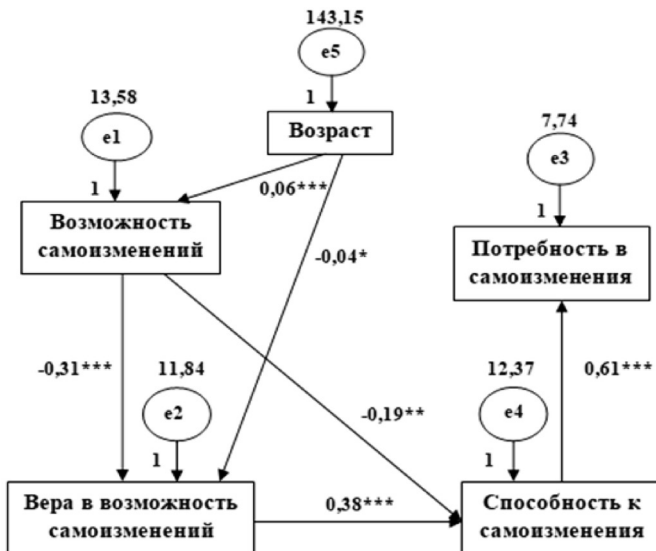 143,15
e5
1
Возраст
13,58
e1
1
Возможность
самоизменений
0,06***
-0,04*
7,74
e3
1
Потребность в
самоизменения
-0,31***
11,84
e2
1
-0,19**
12,37
e4
1
0,61***
Вера в возможность
самоизменений
0,38***
Способность к
самоизменения